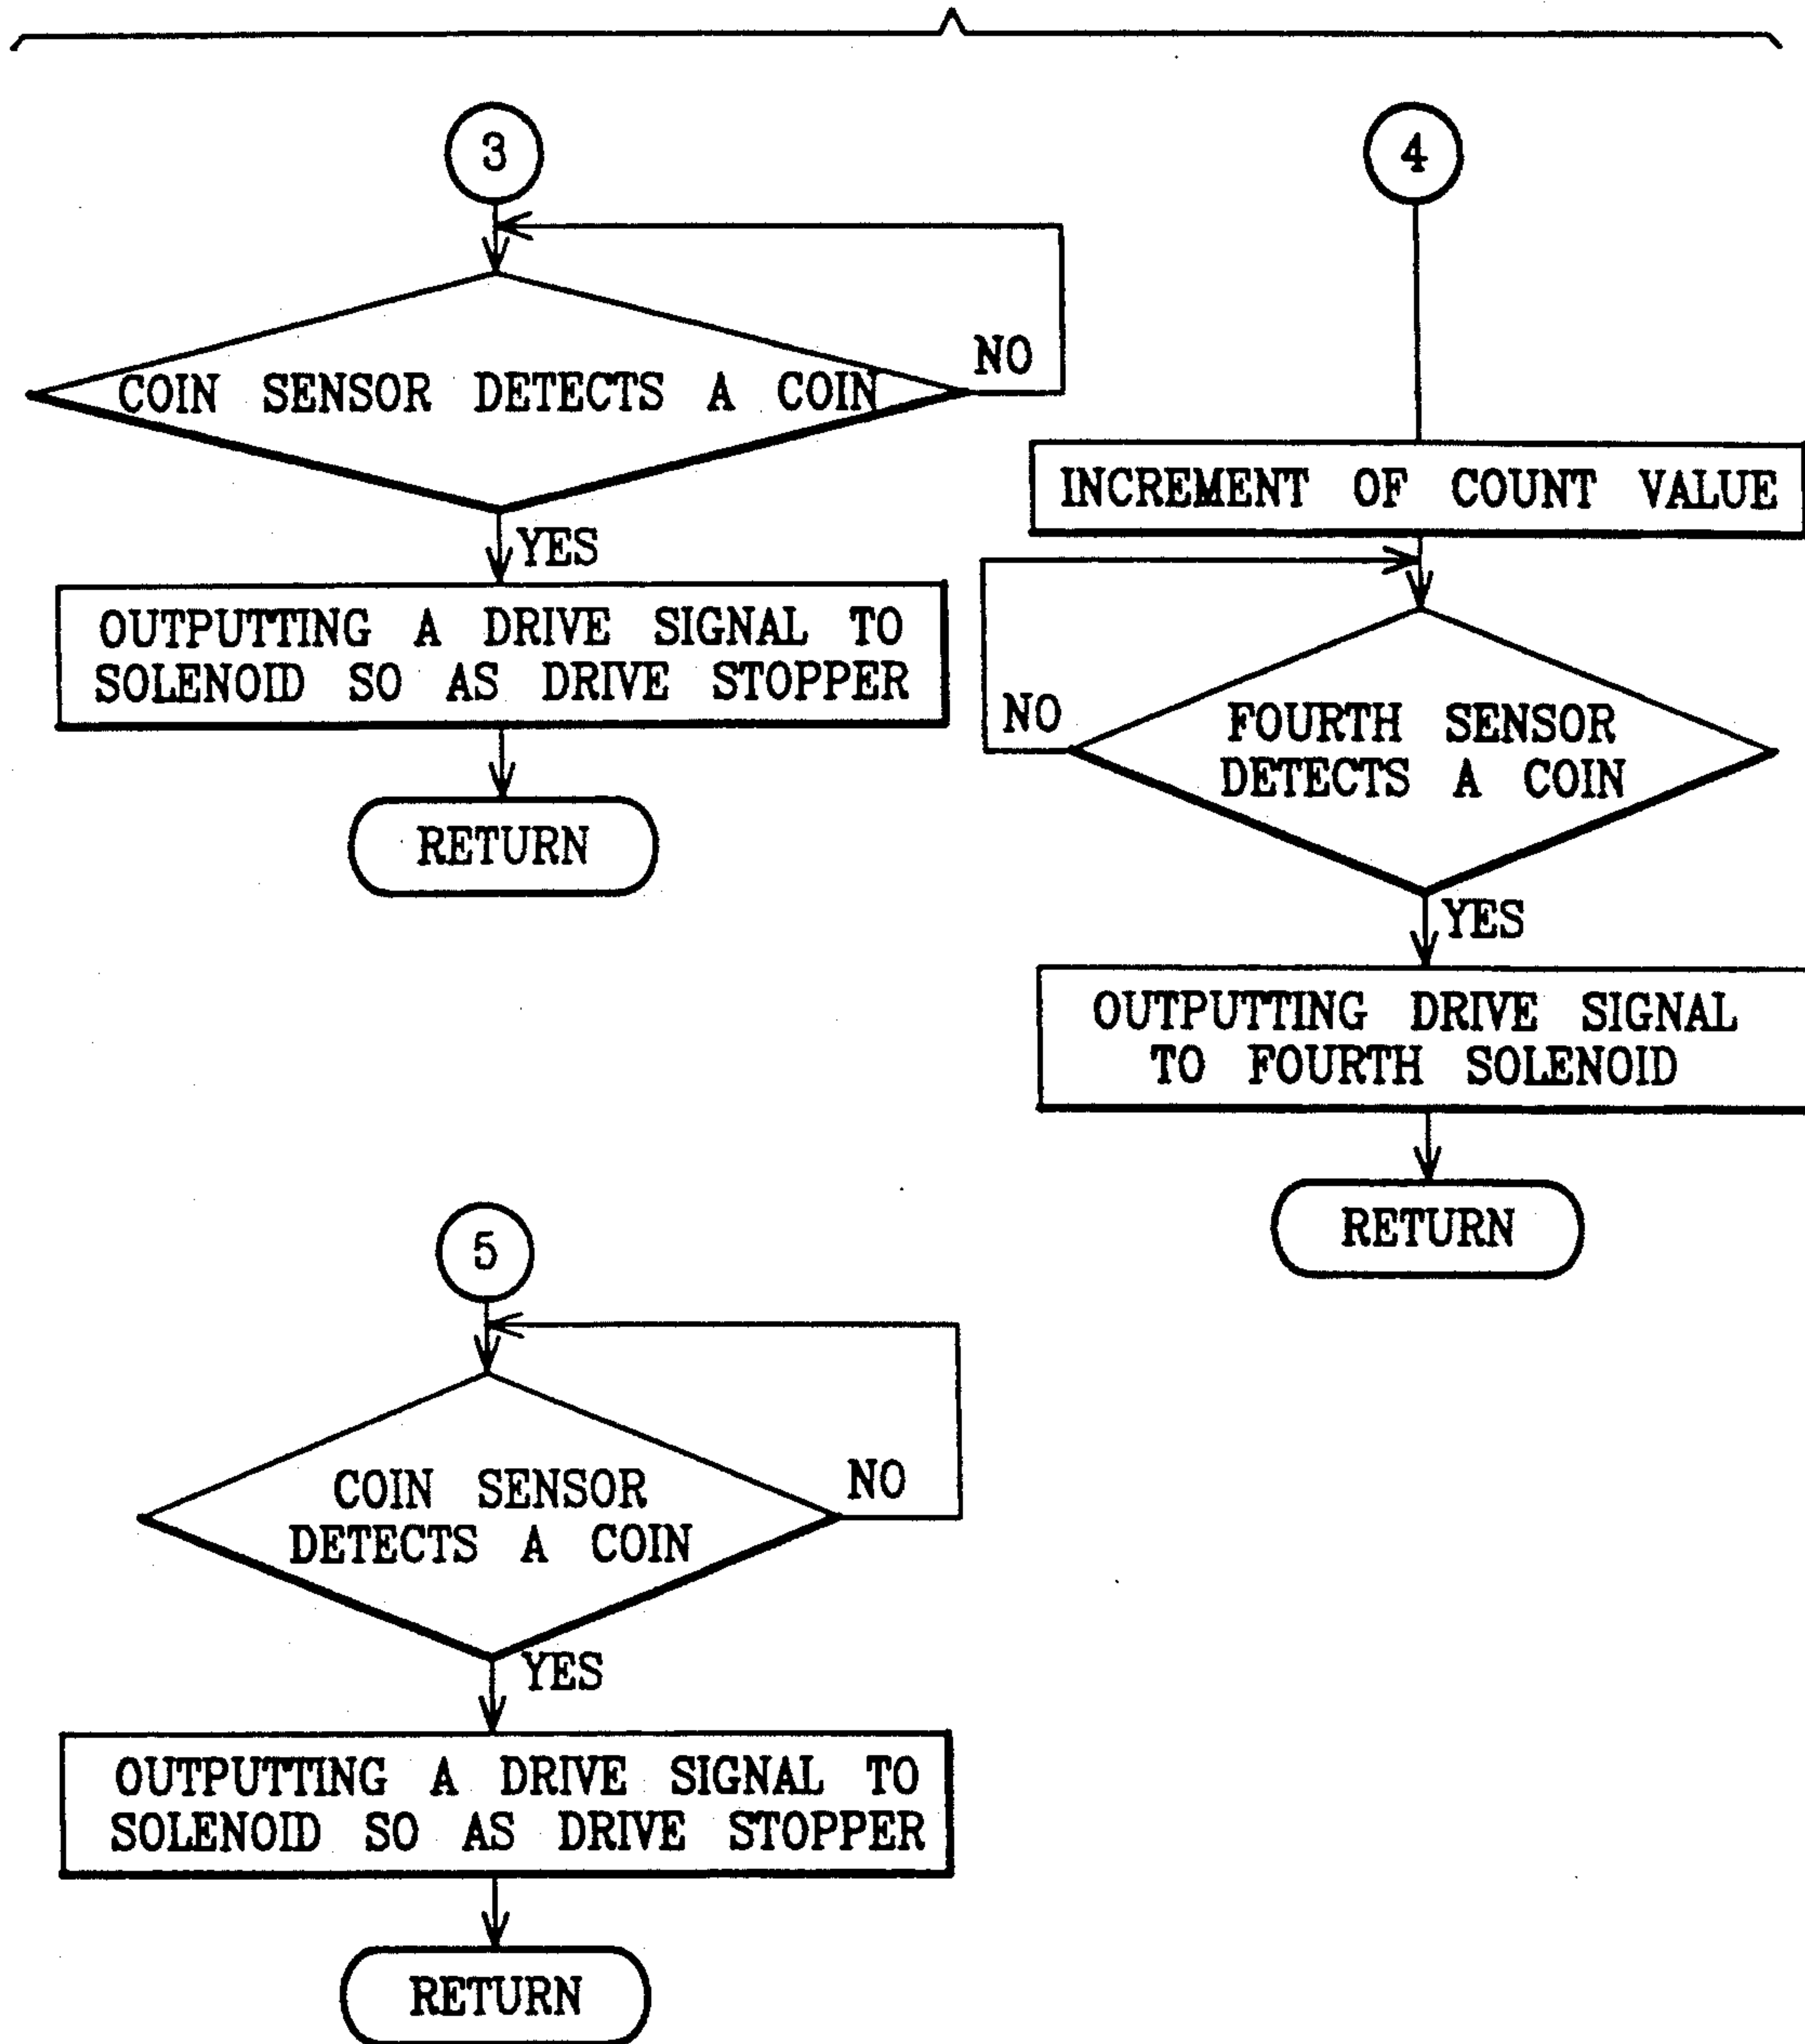 3
COIN SENSOR DETECTS A COIN
NO
YES
OUTPUTTING A DRIVE SIGNAL TO
SOLENOID SO AS DRIVE STOPPER
RETURN
4
INCREMENT OF COUNT VALUE
NO
FOURTH SENSOR
DETECTS A COIN
YES
OUTPUTTING DRIVE SIGNAL
TO FOURTH SOLENOID
RETURN
5
COIN SENSOR
DETECTS A COIN
NO
YES
OUTPUTTING A DRIVE SIGNAL TO
SOLENOID SO AS DRIVE STOPPER
RETURN